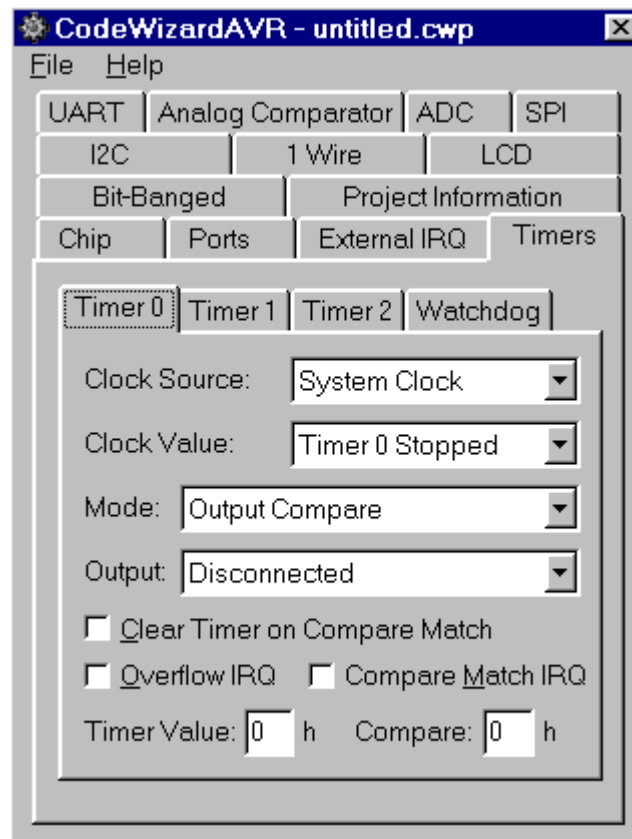 CodeWizardAVR - untitled.cwp
File Help
UART Analog Comparator ADC SPI
I2C 1 Wire LCD
Bit-Banged Project Information
Chip Ports External IRQ Timers
Timer 0 Timer 1 Timer 2 Watchdog
Clock Source: System Clock
Clock Value: Timer 0 Stopped
Mode: Output Compare
Output: Disconnected
Clear Timer on Compare Match
Overflow IRQ Compare Match IRQ
Timer Value: 0 h Compare: 0 h